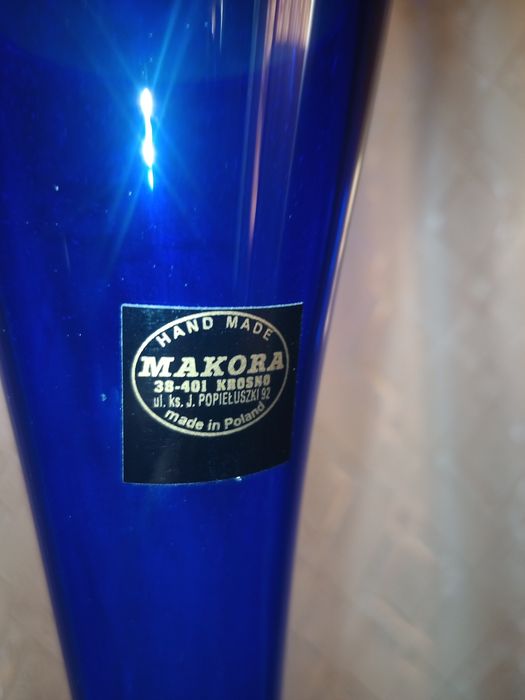 HAND MADE
MAKORA
38-401 KROSNO
ul. ks. J. POPIEŁUSZKI 92
made in Poland